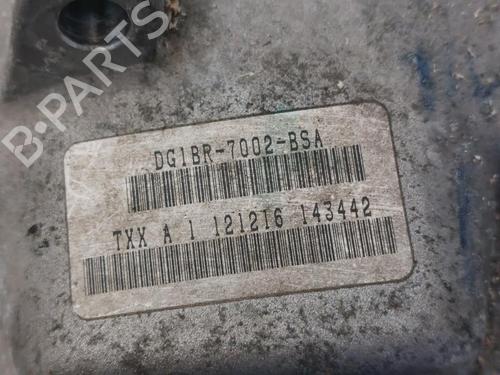 DG1BR-7002-BSA
TXX A 1 121216 143442
B-PARTS